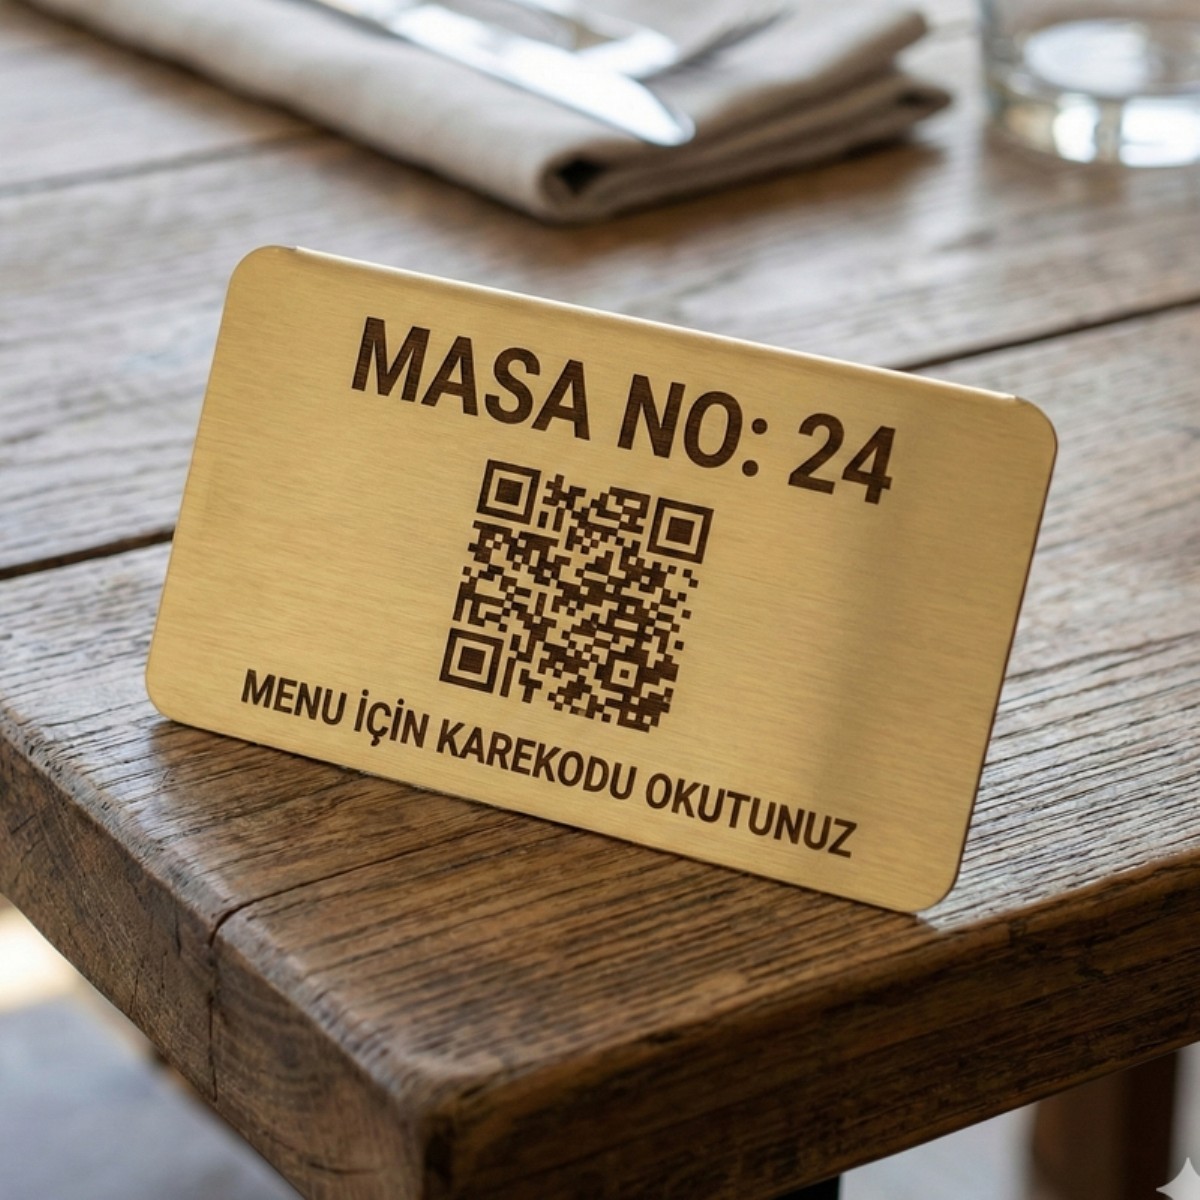 MASA NO: 24
MENU İÇİN KAREKODU OKUTUNUZ